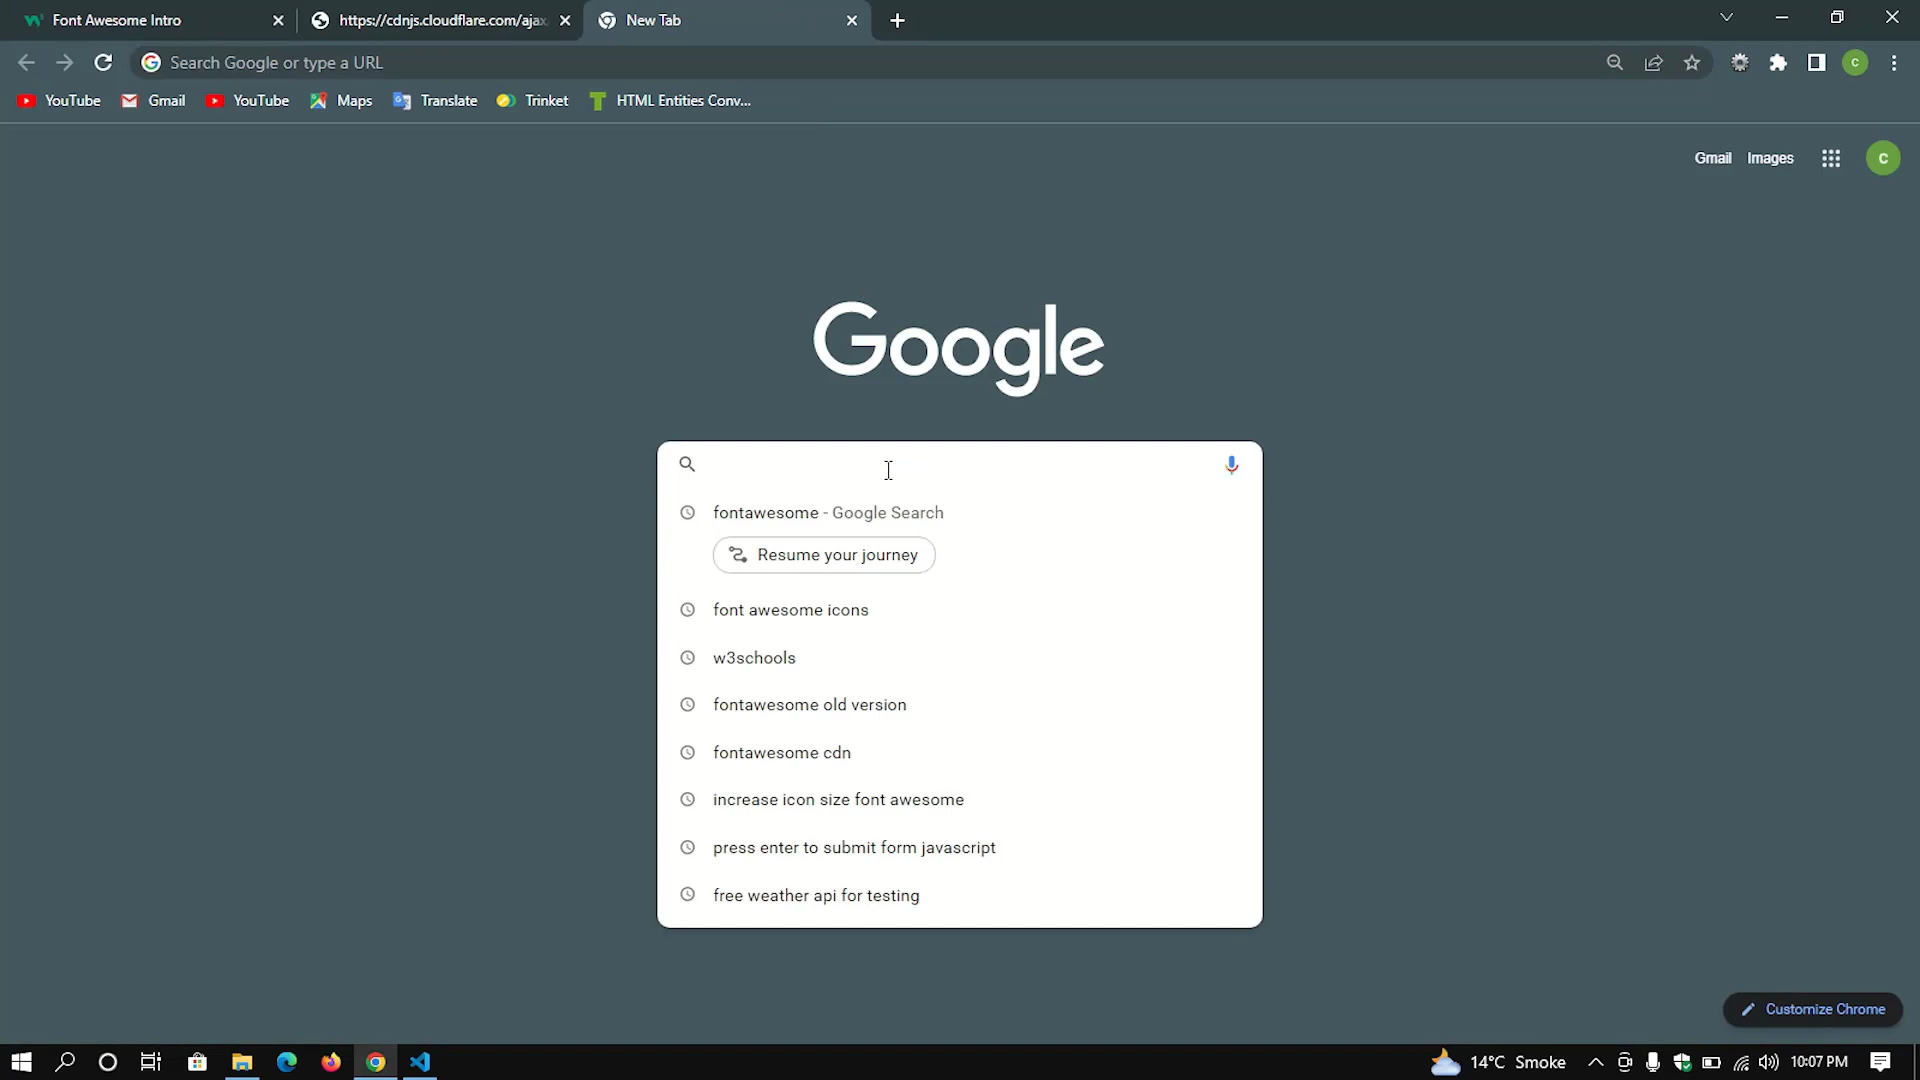 Font Awesome Intro
https://cdnjs.cloudflare.com/ajax
New Tab
Search Google or type a URL
C
YouTube
Gmail
YouTube
Maps
Translate
Trinket
HTML Entities Conv...
Gmail
Images
C
Google
fontawesome - Google Search
Resume your journey
font awesome icons
w3schools
fontawesome old version
fontawesome cdn
increase icon size font awesome
press enter to submit form javascript
free weather api for testing
Customize Chrome
14°C Smoke
10:07 PM